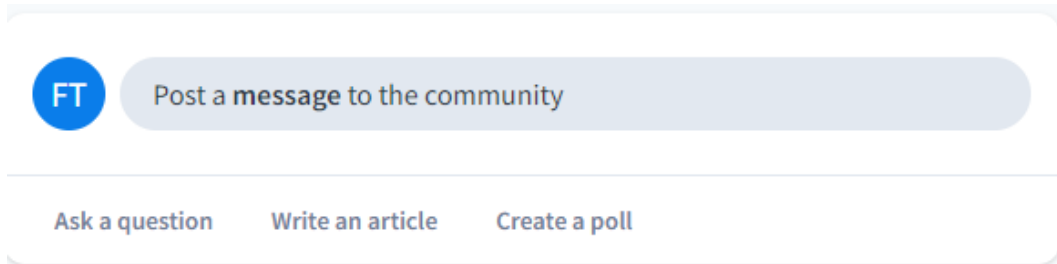 FT
Post a message to the community
Ask a question
Write an article
Create a poll